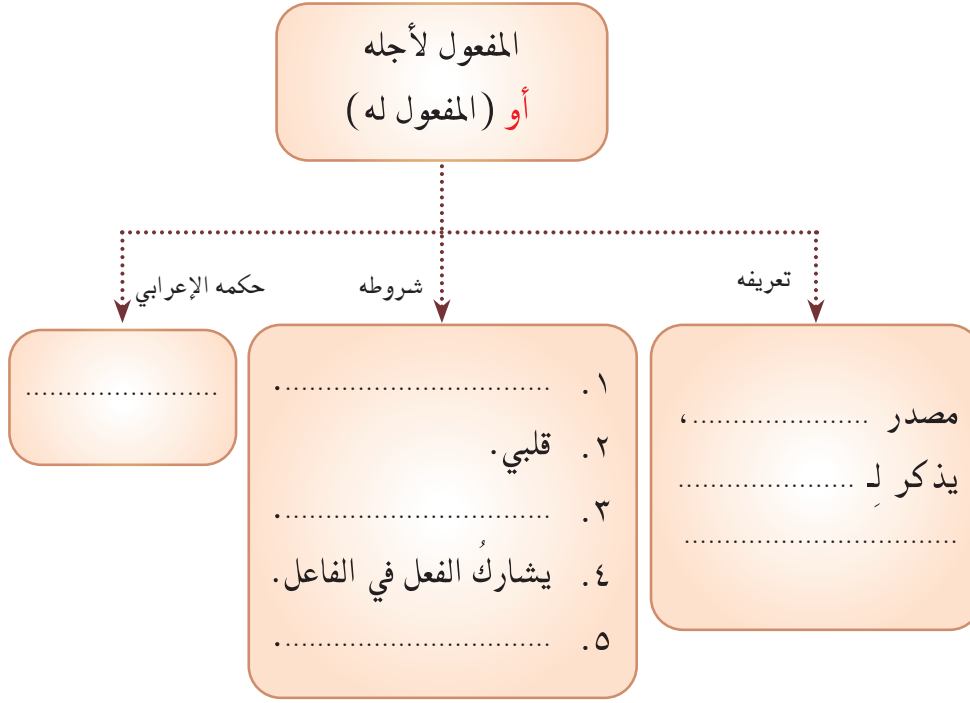 المفعول لأجله
أو (المفعول له)
تعريفه
شروطه
حكمه الإعرابي
مصدر ......................،
يذكر لِـ ......................
..................................
١. ..................................
٢. قلبي.
٣. ..................................
٤. يشاركُ الفعل في الفاعل.
٥. ..................................
........................